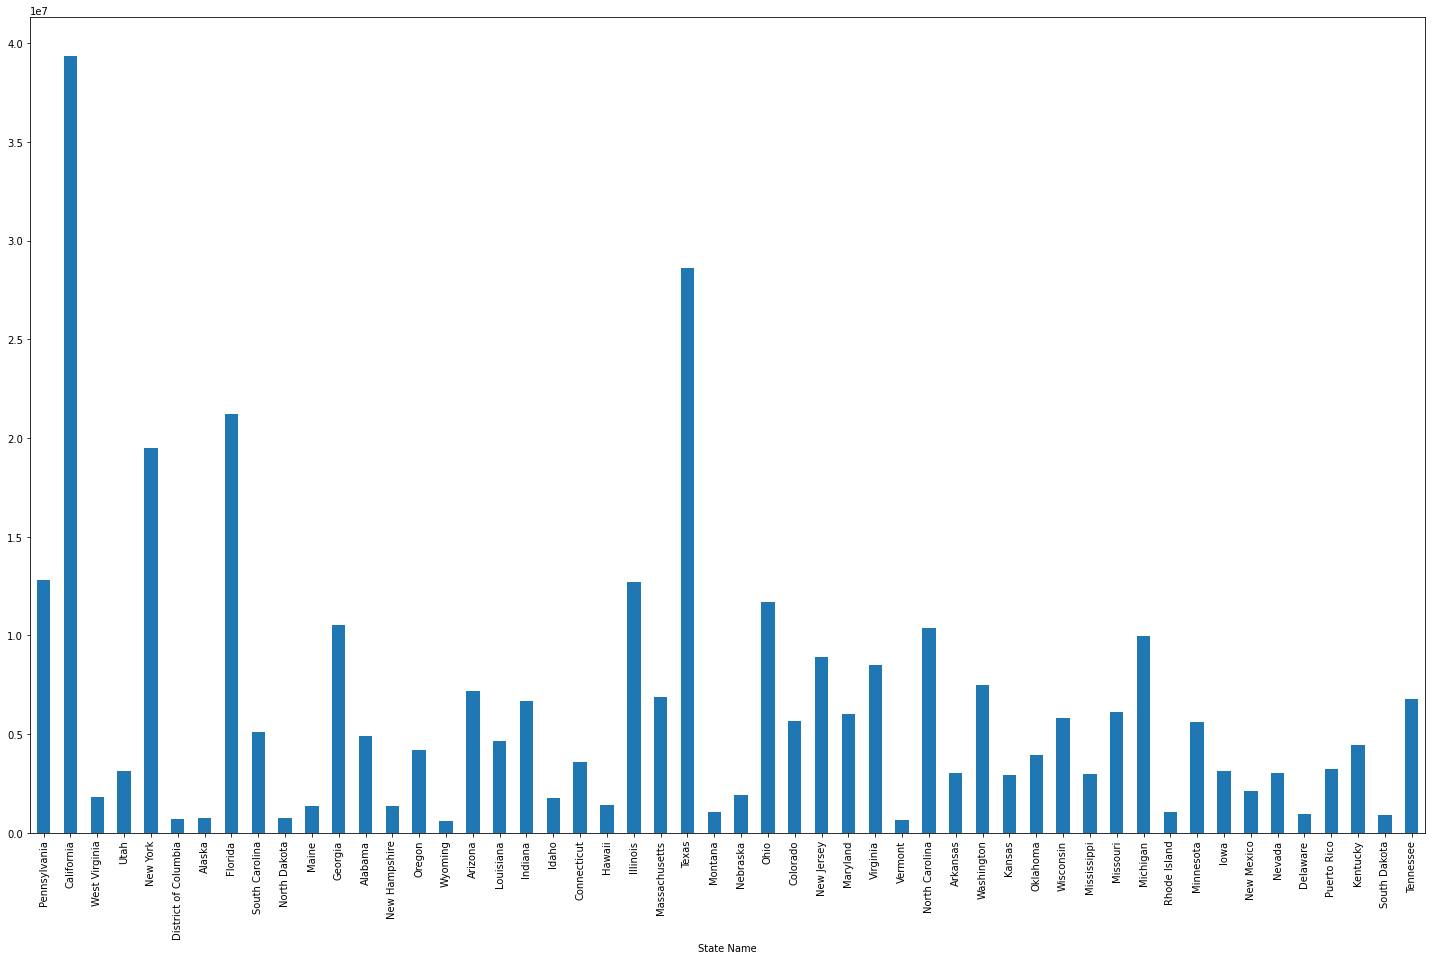 1e7
4.0
3.5
3.0
2.5
2.0
1.5
1.0
0.5
0.0
Pennsylvania
California
West Virginia
Utah
New York
District of Columbia
Alaska
Florida
South Carolina
North Dakota
Maine
Georgia
Alabama
New Hampshire
Oregon
Wyoming
Arizona
Louisiana
Indiana
Idaho
Connecticut
Hawaii
Illinois
Massachusetts
Texas
Montana
Nebraska
Ohio
Colorado
New Jersey
Maryland
Virginia
Vermont
North Carolina
Arkansas
Washington
Kansas
Oklahoma
Wisconsin
Mississippi
Missouri
Michigan
Rhode Island
Minnesota
Iowa
New Mexico
Nevada
Delaware
Puerto Rico
Kentucky
South Dakota
Tennessee
State Name